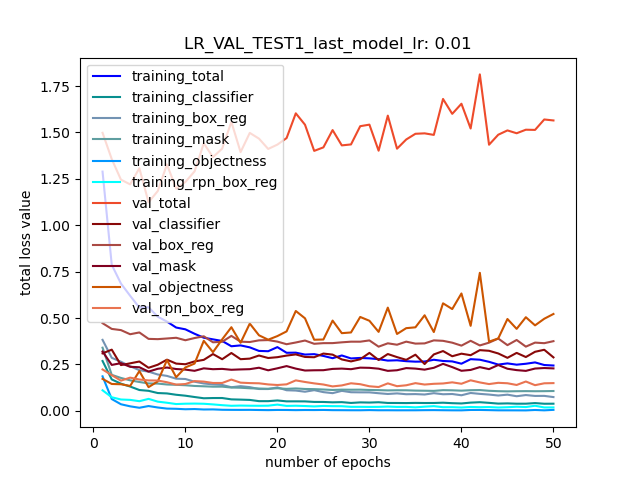 LR_VAL_TEST1_last_model_lr: 0.01
training_total
training_classifier
training_box_reg
training_mask
training_objectness
training_rpn_box_reg
val_total
val_classifier
val_box_reg
val_mask
val_objectness
val_rpn_box_reg
total loss value
1.75
1.50
1.25
1.00
0.75
0.50
0.25
0.00
0 10 20 30 40 50
number of epochs